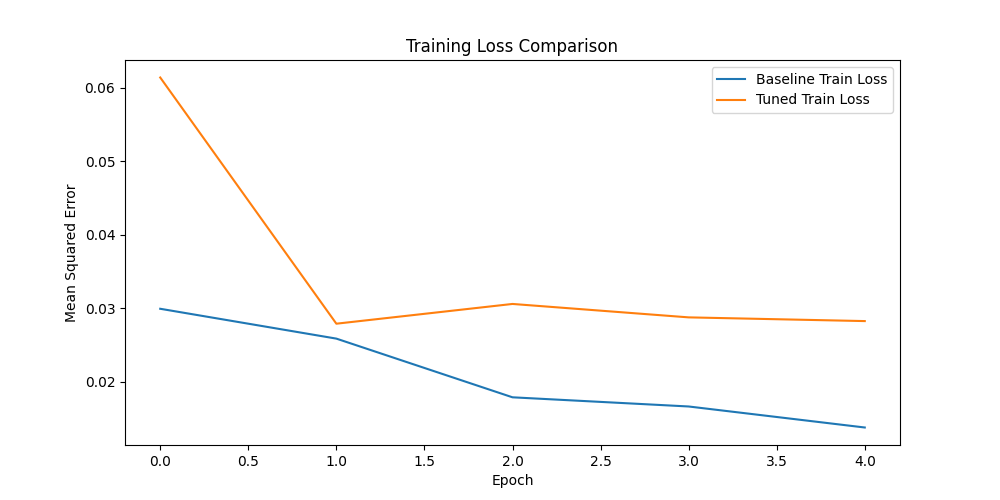 Training Loss Comparison
Baseline Train Loss
Tuned Train Loss
Mean Squared Error
0.06
0.05
0.04
0.03
0.02
0.0 0.5 1.0 1.5 2.0 2.5 3.0 3.5 4.0
Epoch